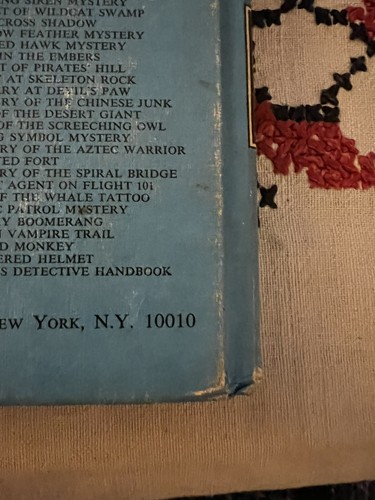 SIREN MYSTERY
T OF WILDCAT SWAMP
CROSS SHADOW
OW FEATHER MYSTERY
ED HAWK MYSTERY
IN THE EMBERS
T OF PIRATES' HILL
T AT SKELETON ROCK
ERY AT DEVIL'S PAW
RY OF THE CHINESE JUNK
OF THE DESERT GIANT
OF THE SCREECHING OWL
G SYMBOL MYSTERY
RY OF THE AZTEC WARRIOR
TED FORT
RY OF THE SPIRAL BRIDGE
T AGENT ON FLIGHT 101
OF THE WHALE TATTOO
C PATROL MYSTERY
Y BOOMERANG
N VAMPIRE TRAIL
D MONKEY
ERED HELMET
S DETECTIVE HANDBOOK
EW YORK, N.Y. 10010